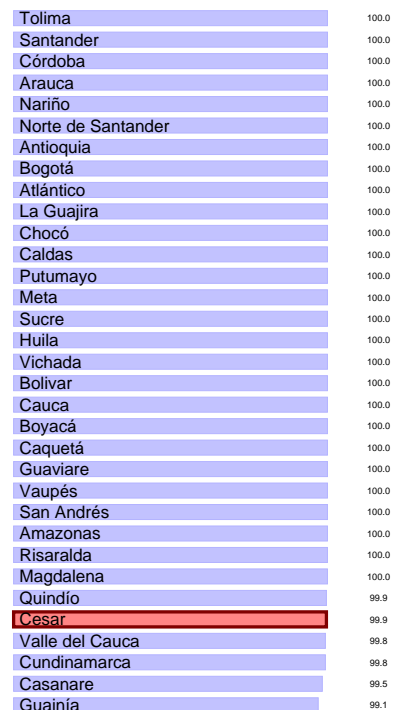 Tolima 100.0
Santander 100.0
Córdoba 100.0
Arauca 100.0
Nariño 100.0
Norte de Santander 100.0
Antioquia 100.0
Bogotá 100.0
Atlántico 100.0
La Guajira 100.0
Chocó 100.0
Caldas 100.0
Putumayo 100.0
Meta 100.0
Sucre 100.0
Huila 100.0
Vichada 100.0
Bolivar 100.0
Cauca 100.0
Boyacá 100.0
Caquetá 100.0
Guaviare 100.0
Vaupés 100.0
San Andrés 100.0
Amazonas 100.0
Risaralda 100.0
Magdalena 100.0
Quindío 99.9
Cesar 99.9
Valle del Cauca 99.8
Cundinamarca 99.8
Casanare 99.5
Guainía 99.1